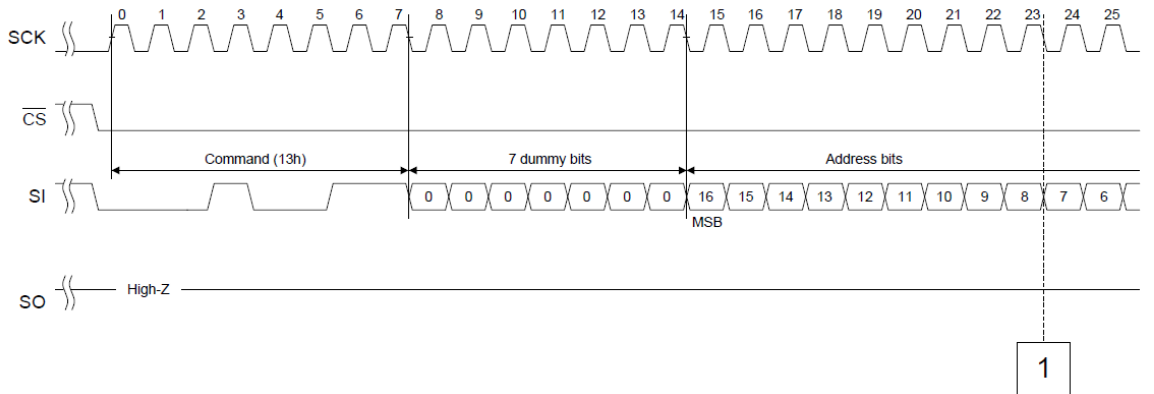 0 1 2 3 4 5 6 7 8 9 10 11 12 13 14 15 16 17 18 19 20 21 22 23 24 25
SCK
CS
Command (13h) 7 dummy bits Address bits
SI 0 0 0 0 0 0 0 16 15 14 13 12 11 10 9 8 7 6
MSB
High-Z
SO
1